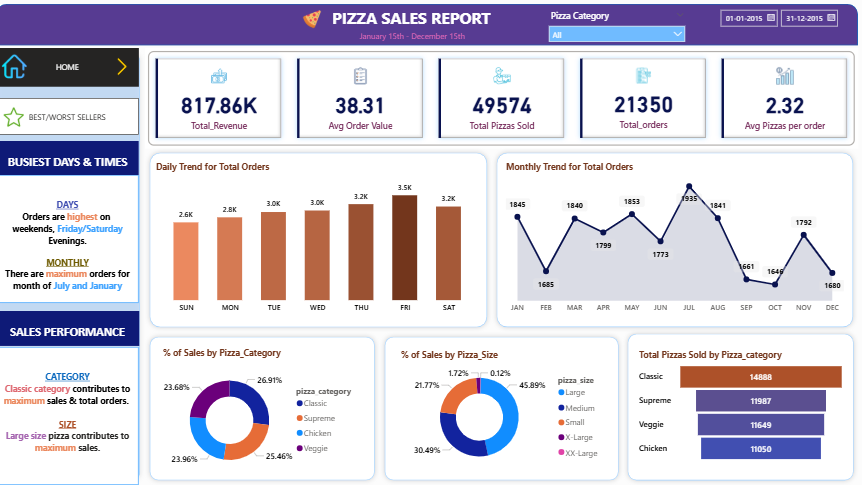 PIZZA SALES REPORT
January 15th - December 15th
Pizza Category
All
01-01-2015
31-12-2015
HOME
BEST/WORST SELLERS
BUSIEST DAYS & TIMES
DAYS
Orders are highest on
weekends, Friday/Saturday
Evenings.
MONTHLY
There are maximum orders for
month of July and January
SALES PERFORMANCE
CATEGORY
Classic category contributes to
maximum sales & total orders.
SIZE
Large size pizza contributes to
maximum sales.
817.86K
Total_Revenue
38.31
Avg Order Value
49574
Total Pizzas Sold
21350
Total_orders
2.32
Avg Pizzas per order
Daily Trend for Total Orders
2.6K
2.8K
3.0K
3.0K
3.2K
3.5K
3.2K
SUN MON TUE WED THU FRI SAT
Monthly Trend for Total Orders
1845
1685
1840
1799
1853
1773
1935
1841
1661
1646
1792
1680
JAN FEB MAR APR MAY JUN JUL AUG SEP OCT NOV DEC
% of Sales by Pizza_Category
26.91%
25.46%
23.96%
23.68%
pizza_category
Classic
Supreme
Chicken
Veggie
% of Sales by Pizza_Size
1.72%
0.12%
45.89%
21.77%
30.49%
pizza_size
Large
Medium
Small
X-Large
XX-Large
Total Pizzas Sold by Pizza_category
Classic 14888
Supreme 11987
Veggie 11649
Chicken 11050